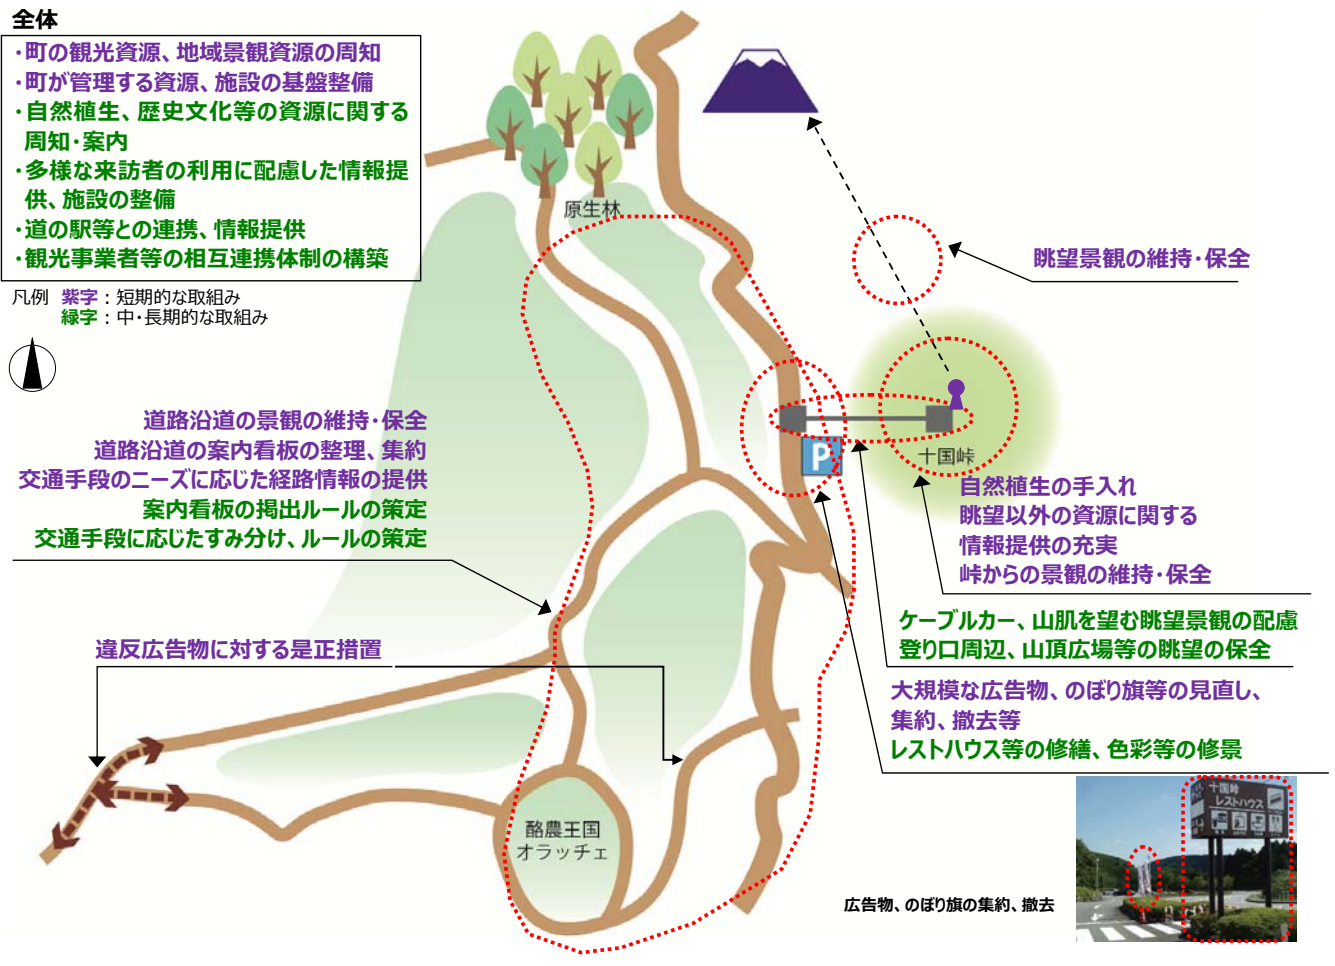 全体
・町の観光資源、地域景観資源の周知
・町が管理する資源、施設の基盤整備
・自然植生、歴史文化等の資源に関する
周知・案内
・多様な来訪者の利用に配慮した情報提
供、施設の整備
・道の駅等との連携、情報提供
・観光事業者等の相互連携体制の構築
凡例 紫字：短期的な取組み
緑字：中・長期的な取組み
原生林
眺望景観の維持・保全
道路沿道の景観の維持・保全
道路沿道の案内看板の整理、集約
交通手段のニーズに応じた経路情報の提供
案内看板の掲出ルールの策定
交通手段に応じたすみ分け、ルールの策定
P
十国峠
自然植生の手入れ
眺望以外の資源に関する
情報提供の充実
峠からの景観の維持・保全
ケーブルカー、山肌を望む眺望景観の配慮
登り口周辺、山頂広場等の眺望の保全
違反広告物に対する是正措置
大規模な広告物、のぼり旗等の見直し、
集約、撤去等
レストハウス等の修繕、色彩等の修景
酪農王国
オラッチェ
十国峠
レストハウス
広告物、のぼり旗の集約、撤去